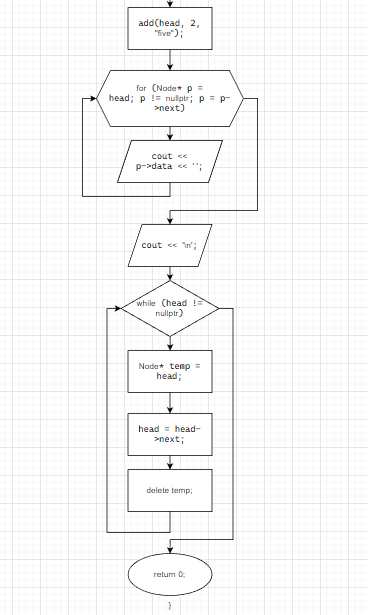 add(head, 2,
"five");
for (Node* p =
head; p != nullptr; p = p-
>next)
cout <<
p->data << '';
cout << '\n';
while (head !=
nullptr)
Node* temp =
head;
head = head-
>next;
delete temp;
return 0;
}